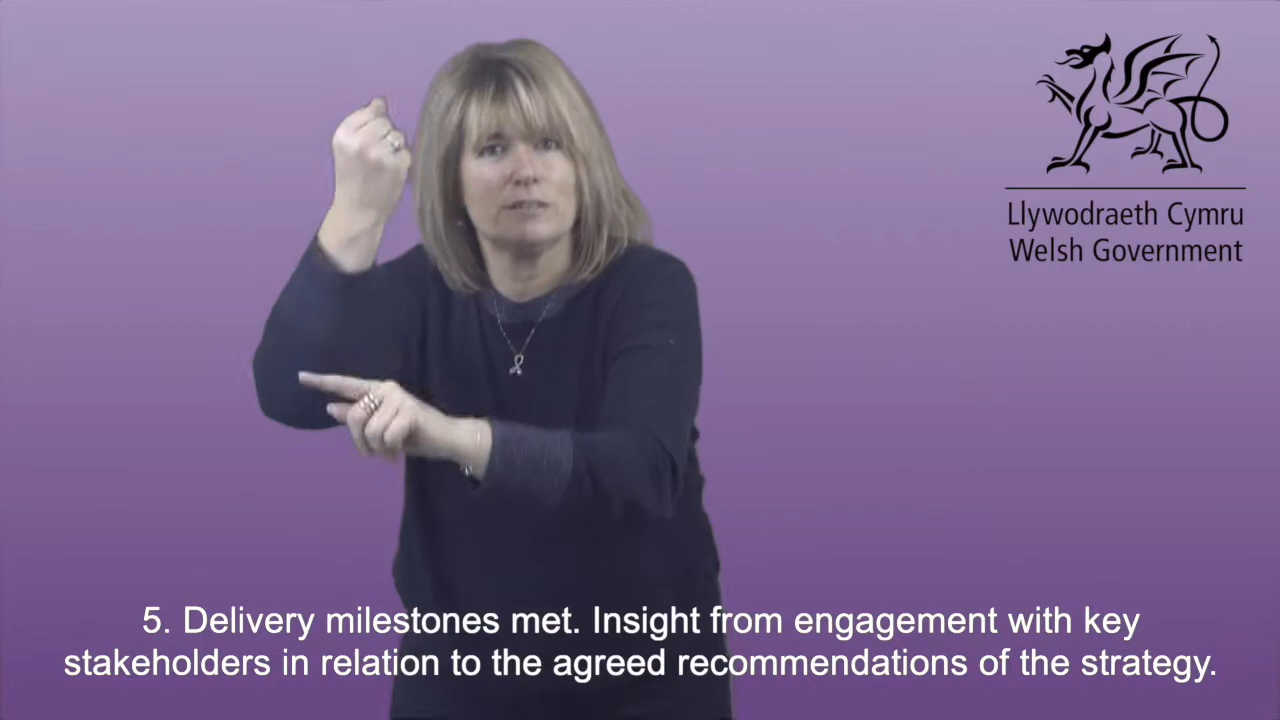 Llywodraeth Cymru
Welsh Government
5. Delivery milestones met. Insight from engagement with key
stakeholders in relation to the agreed recommendations of the strategy.